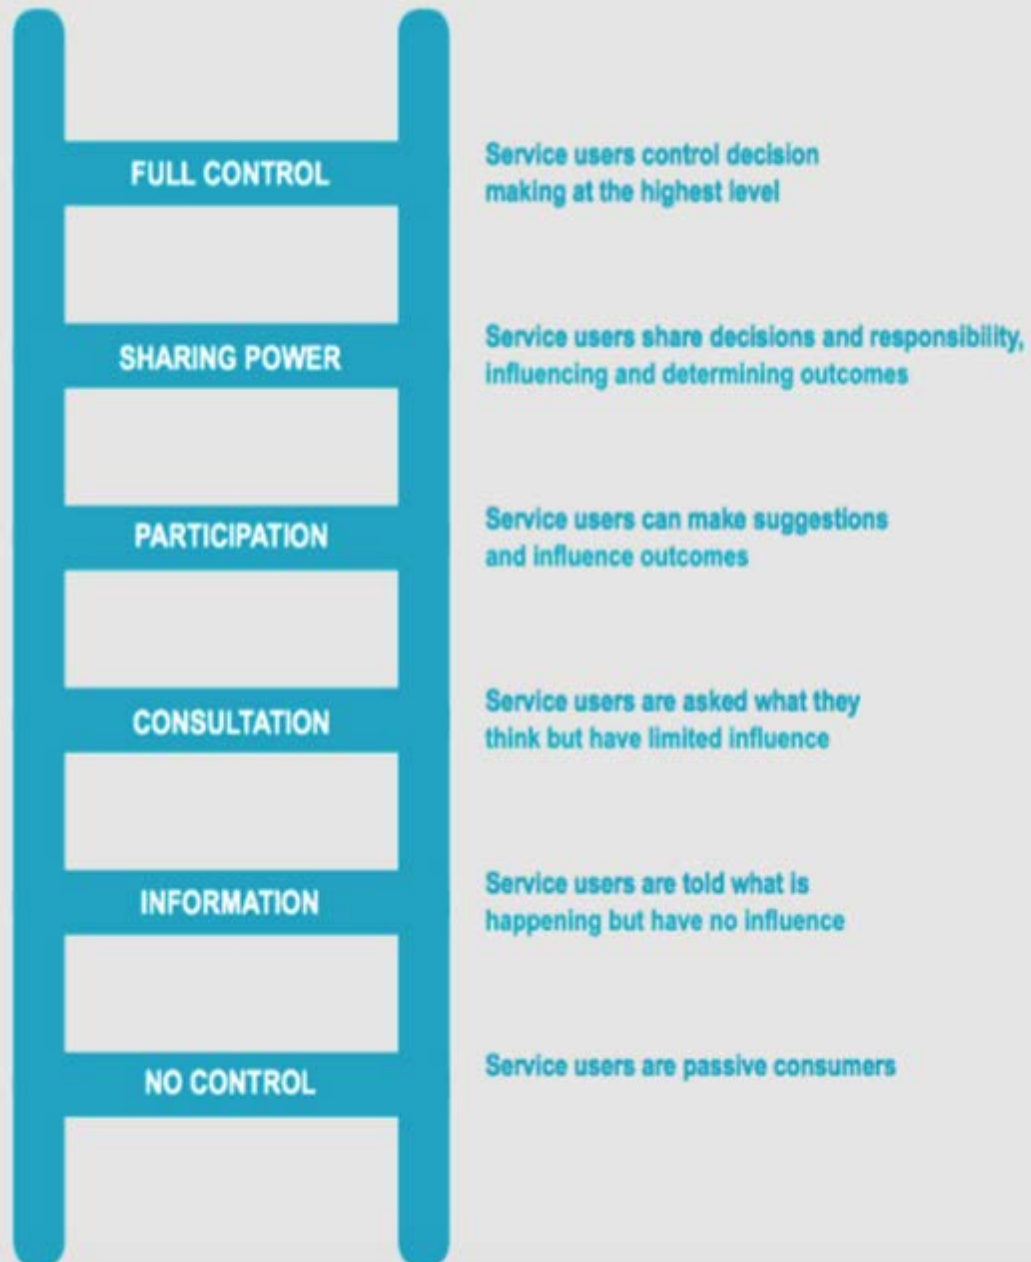 FULL CONTROL
Service users control decision
making at the highest level
SHARING POWER
Service users share decisions and responsibility,
influencing and determining outcomes
PARTICIPATION
Service users can make suggestions
and influence outcomes
CONSULTATION
Service users are asked what they
think but have limited influence
INFORMATION
Service users are told what is
happening but have no influence
NO CONTROL
Service users are passive consumers